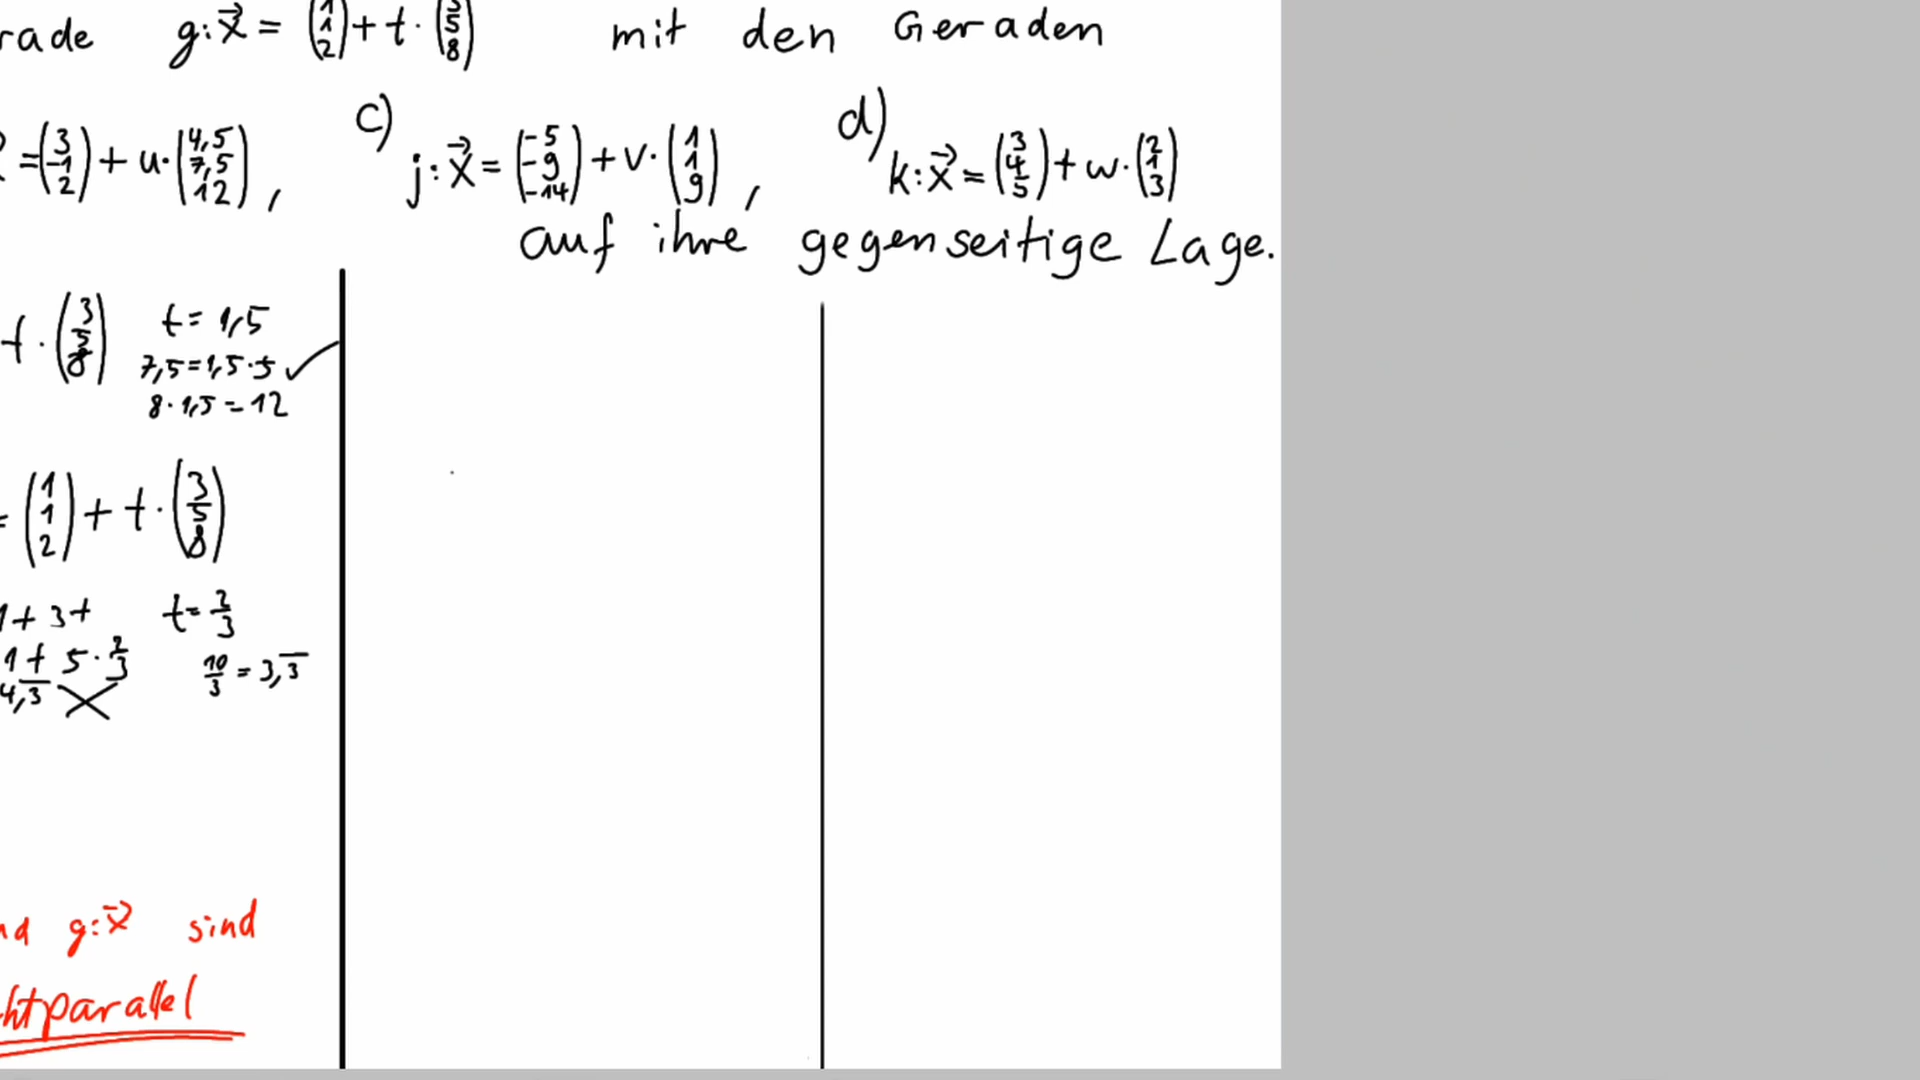 rade g: x⃗ = (1 1 2) + t · (3 5 8) mit den Geraden
= (3 -1 2) + u · (4,5 7,5 12) ,
c) j: x⃗ = (-5 -9 -14) + v · (1 1 9) ,
d) k: x⃗ = (3 4 5) + w · (2 1 3)
auf ihre gegenseitige Lage.
t · (3 5 8) t = 1,5
7,5 = 1,5 · 5 ✓
8 · 1,5 = 12
= (1 1 2) + t · (3 5 8)
1 + 3t t = 2/3
1 + 5 · 2/3 10/3 = 3,3̅
4,3̅
nd g: x⃗ sind
htparallel